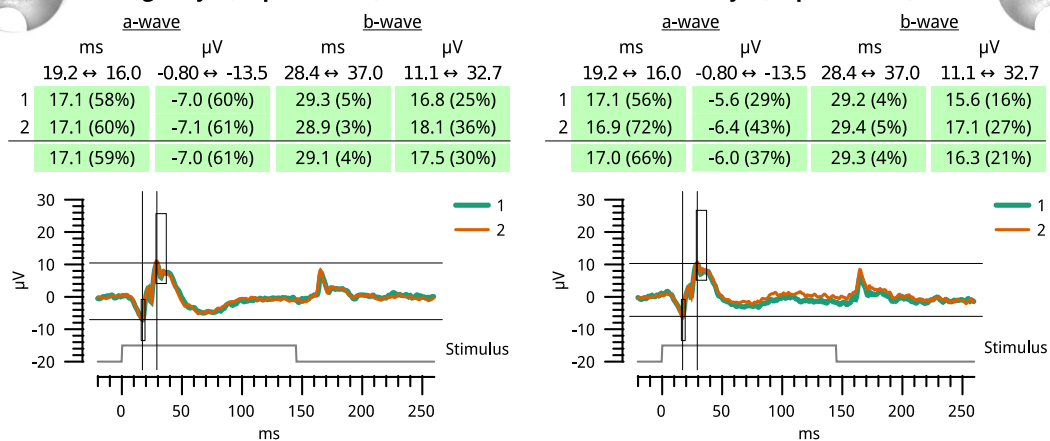 a-wave b-wave
ms µV ms µV
19.2 ↔ 16.0 -0.80 ↔ -13.5 28.4 ↔ 37.0 11.1 ↔ 32.7
1 17.1 (58%) -7.0 (60%) 29.3 (5%) 16.8 (25%)
2 17.1 (60%) -7.1 (61%) 28.9 (3%) 18.1 (36%)
17.1 (59%) -7.0 (61%) 29.1 (4%) 17.5 (30%)
30
20
10
0
-10
-20
µV
1
2
Stimulus
0 50 100 150 200 250
ms
a-wave b-wave
ms µV ms µV
19.2 ↔ 16.0 -0.80 ↔ -13.5 28.4 ↔ 37.0 11.1 ↔ 32.7
1 17.1 (56%) -5.6 (29%) 29.2 (4%) 15.6 (16%)
2 16.9 (72%) -6.4 (43%) 29.4 (5%) 17.1 (27%)
17.0 (66%) -6.0 (37%) 29.3 (4%) 16.3 (21%)
30
20
10
0
-10
-20
µV
1
2
Stimulus
0 50 100 150 200 250
ms